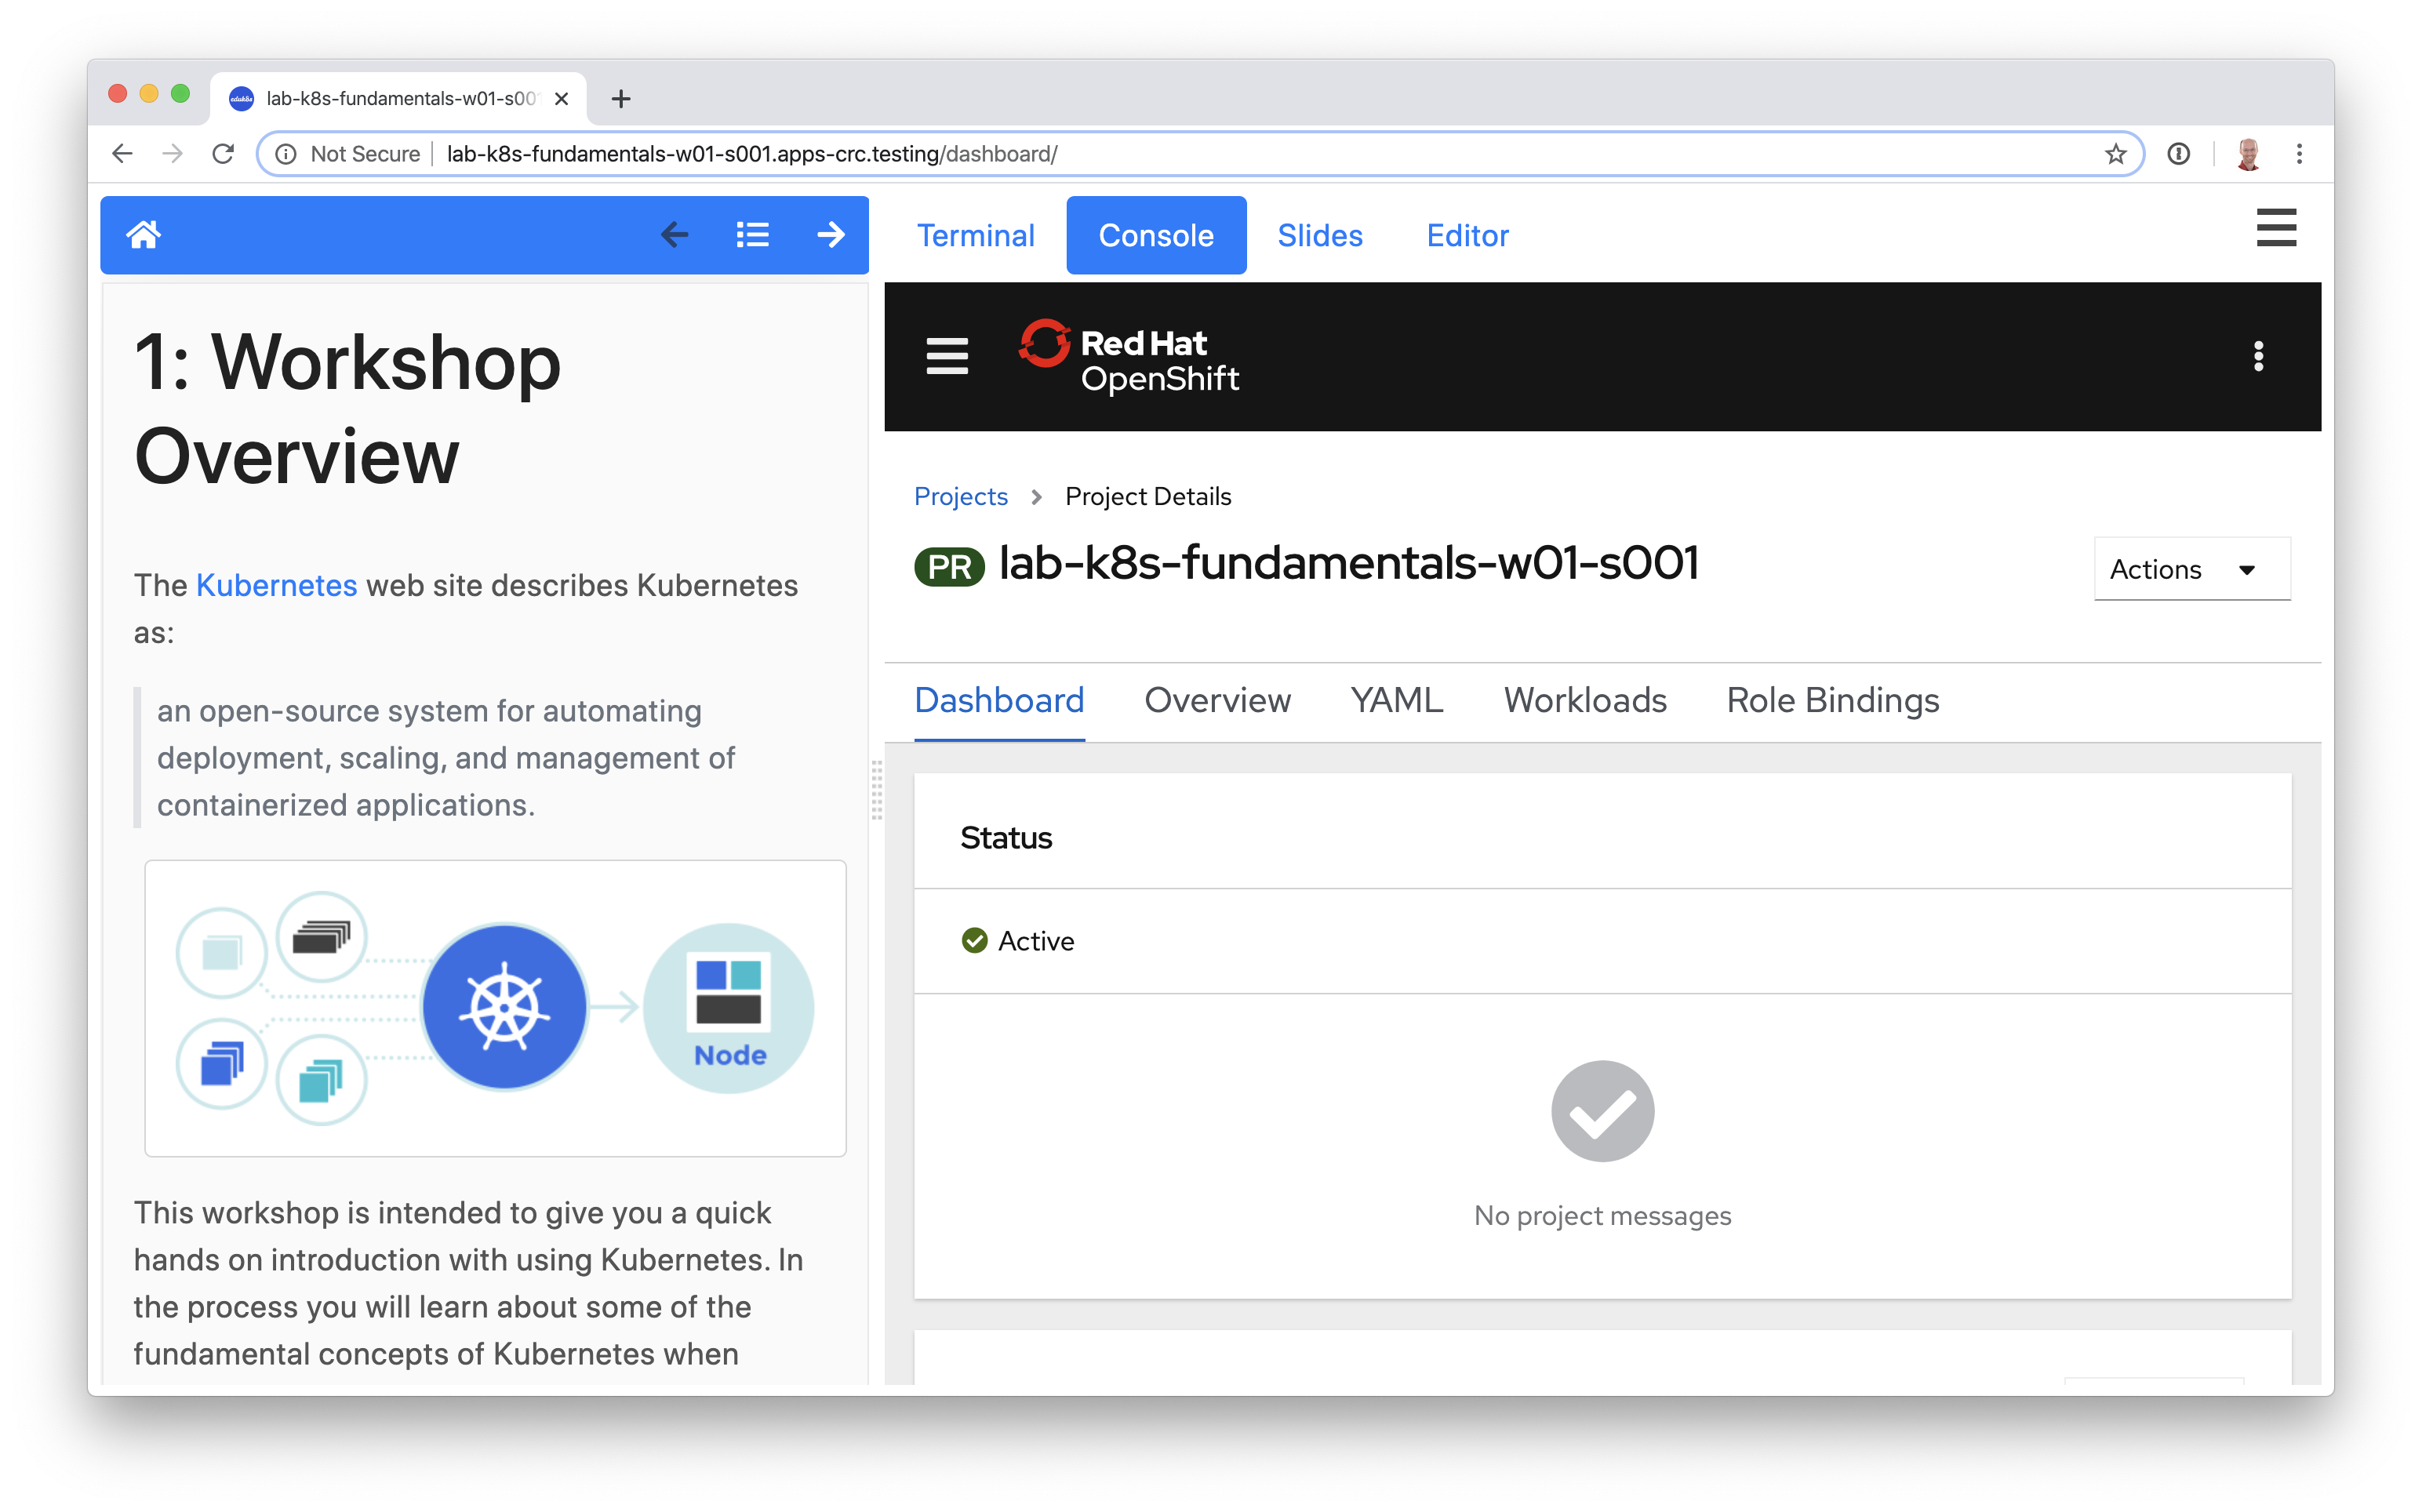 lab-k8s-fundamentals-w01-s001
Not Secure
lab-k8s-fundamentals-w01-s001.apps-crc.testing/dashboard/
Terminal
Console
Slides
Editor
1: Workshop
Overview
The Kubernetes web site describes Kubernetes
as:
an open-source system for automating
deployment, scaling, and management of
containerized applications.
Node
This workshop is intended to give you a quick
hands on introduction with using Kubernetes. In
the process you will learn about some of the
fundamental concepts of Kubernetes when
Red Hat
OpenShift
Projects
Project Details
PR lab-k8s-fundamentals-w01-s001
Actions
Dashboard
Overview
YAML
Workloads
Role Bindings
Status
Active
No project messages